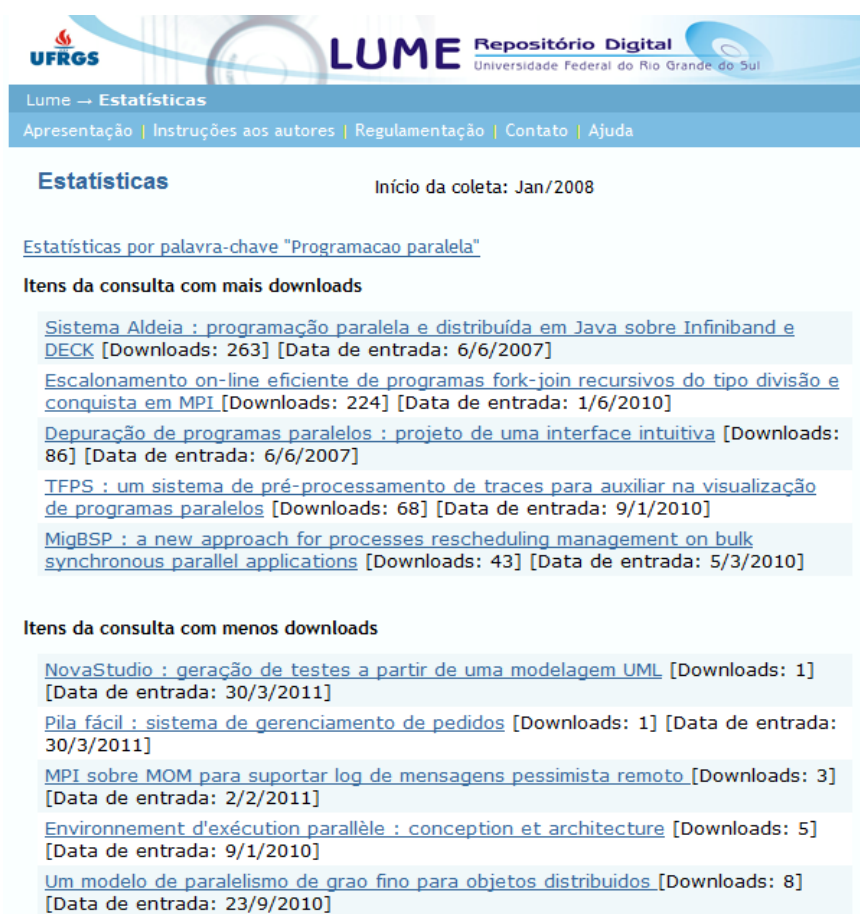 UFRGS
LUME Repositório Digital
Universidade Federal do Rio Grande do Sul
Lume → Estatísticas
Apresentação | Instruções aos autores | Regulamentação | Contato | Ajuda
Estatísticas
Início da coleta: Jan/2008
Estatísticas por palavra-chave "Programacao paralela"
Itens da consulta com mais downloads
Sistema Aldeia : programação paralela e distribuída em Java sobre Infiniband e
DECK [Downloads: 263] [Data de entrada: 6/6/2007]
Escalonamento on-line eficiente de programas fork-join recursivos do tipo divisão e
conquista em MPI [Downloads: 224] [Data de entrada: 1/6/2010]
Depuração de programas paralelos : projeto de uma interface intuitiva [Downloads:
86] [Data de entrada: 6/6/2007]
TFPS : um sistema de pré-processamento de traces para auxiliar na visualização
de programas paralelos [Downloads: 68] [Data de entrada: 9/1/2010]
MigBSP : a new approach for processes rescheduling management on bulk
synchronous parallel applications [Downloads: 43] [Data de entrada: 5/3/2010]
Itens da consulta com menos downloads
NovaStudio : geração de testes a partir de uma modelagem UML [Downloads: 1]
[Data de entrada: 30/3/2011]
Pila fácil : sistema de gerenciamento de pedidos [Downloads: 1] [Data de entrada:
30/3/2011]
MPI sobre MOM para suportar log de mensagens pessimista remoto [Downloads: 3]
[Data de entrada: 2/2/2011]
Environnement d'exécution parallèle : conception et architecture [Downloads: 5]
[Data de entrada: 9/1/2010]
Um modelo de paralelismo de grao fino para objetos distribuidos [Downloads: 8]
[Data de entrada: 23/9/2010]